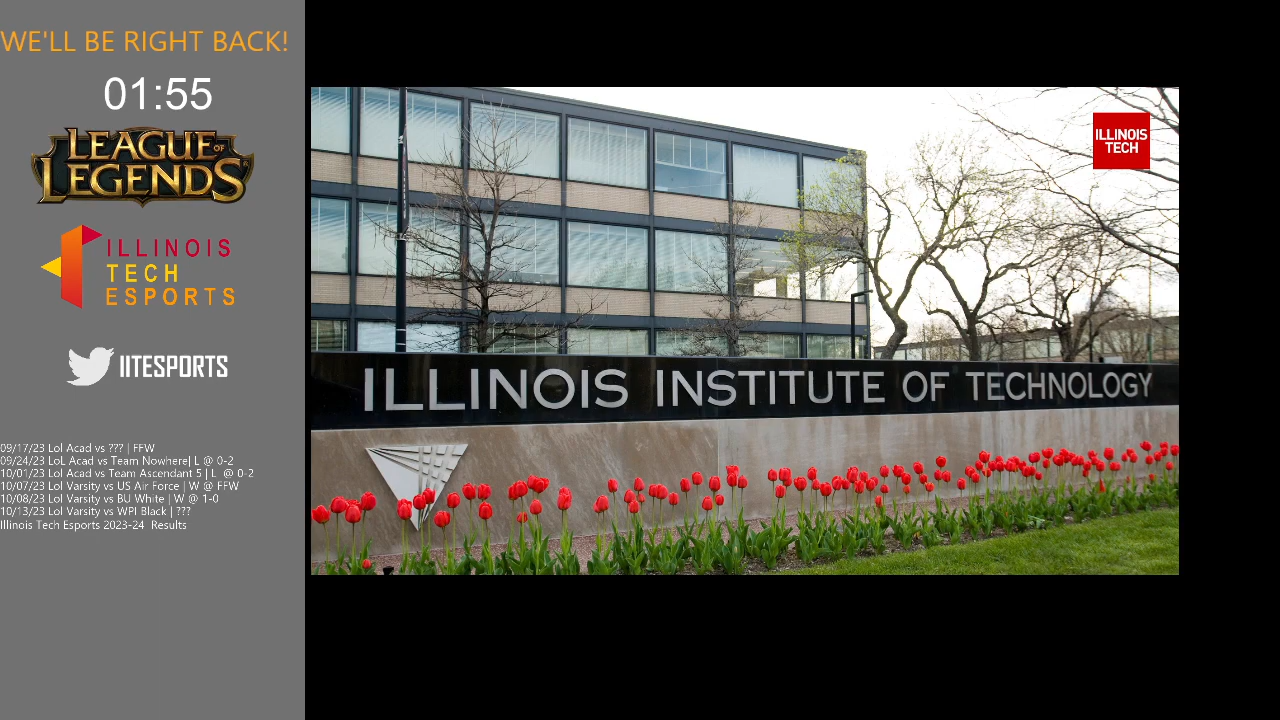 WE'LL BE RIGHT BACK!
01:55
LEAGUE OF
LEGENDS
ILLINOIS
TECH
ESPORTS
IITESPORTS
09/17/23 Lol Acad vs ??? | FFW
09/24/23 LoL Acad vs Team Nowhere| L @ 0-2
10/01/23 Lol Acad vs Team Ascendant 5 | L @ 0-2
10/07/23 Lol Varsity vs US Air Force | W @ FFW
10/08/23 Lol Varsity vs BU White | W @ 1-0
10/13/23 Lol Varsity vs WPI Black | ???
Illinois Tech Esports 2023-24 Results
ILLINOIS
TECH
ILLINOIS INSTITUTE OF TECHNOLOGY